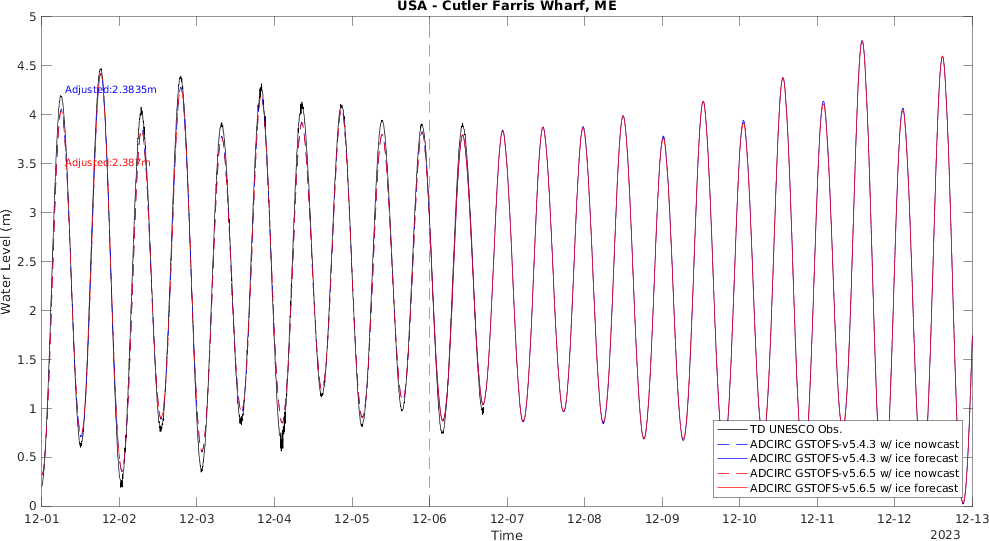 USA - Cutler Farris Wharf, ME
5
4.5
4
3.5
3
2.5
2
1.5
1
0.5
0
Water Level (m)
Adjusted:2.3835m
Adjusted:2.387m
TD UNESCO Obs.
ADCIRC GSTOFS-v5.4.3 w/ ice nowcast
ADCIRC GSTOFS-v5.4.3 w/ ice forecast
ADCIRC GSTOFS-v5.6.5 w/ ice nowcast
ADCIRC GSTOFS-v5.6.5 w/ ice forecast
12-01 12-02 12-03 12-04 12-05 12-06 12-07 12-08 12-09 12-10 12-11 12-12 12-13
Time
2023